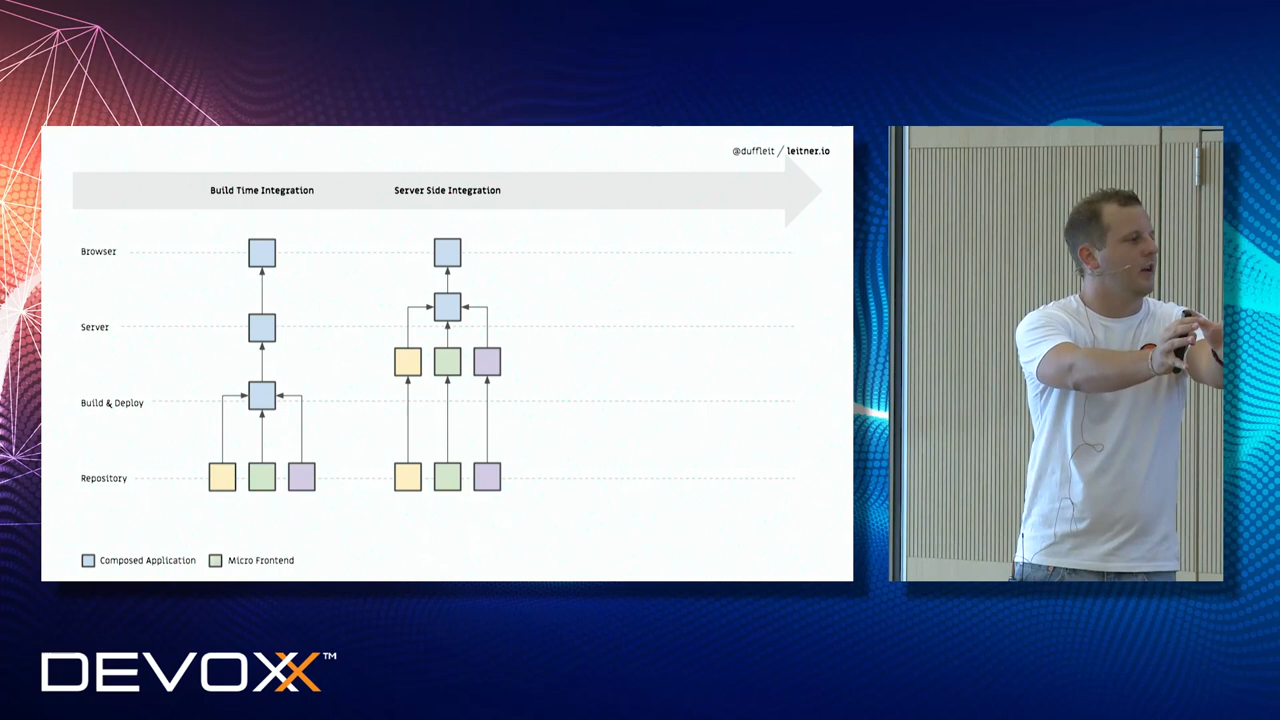 @duffleit / leitner.io
Build Time Integration
Server Side Integration
Browser
Server
Build & Deploy
Repository
Composed Application
Micro Frontend
DEVOXX™